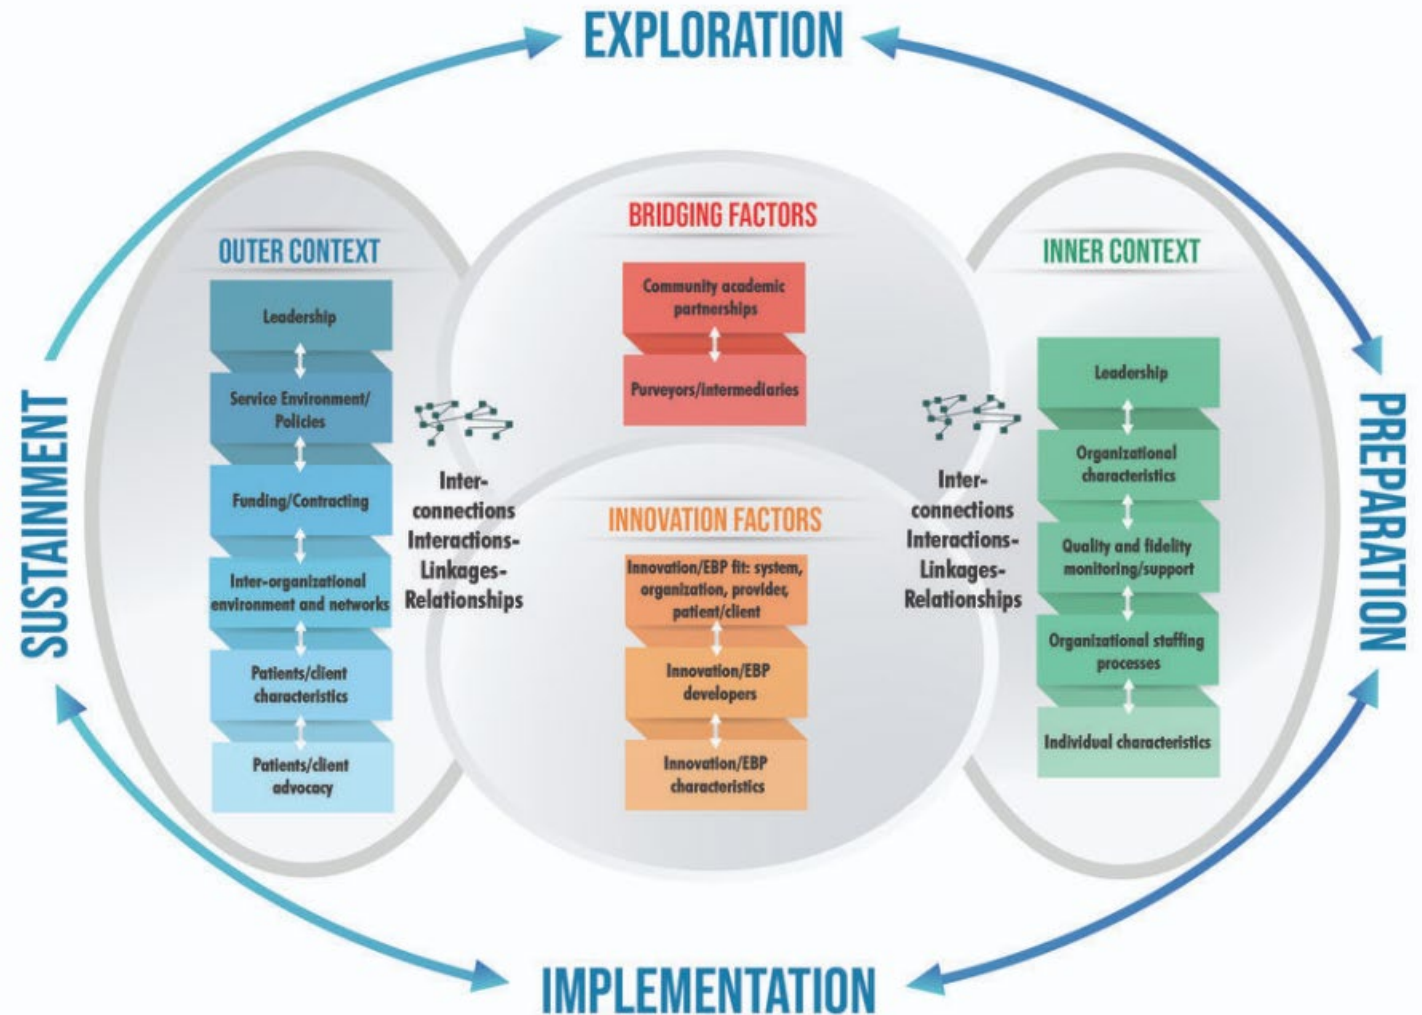 EXPLORATION
BRIDGING FACTORS
Community academic
partnerships
Purveyors/Intermediaries
OUTER CONTEXT
Leadership
Service Environment/
Policies
Funding/Contracting
Inter-organizational
environment and networks
Patients/client
characteristics
Patients/client
advocacy
Inter-
connections
Interactions-
Linkages-
Relationships
INNOVATION FACTORS
Innovation/EBP fit: system,
organization, provider,
patient/client
Innovation/EBP
developers
Innovation/EBP
characteristics
Inter-
connections
Interactions-
Linkages-
Relationships
INNER CONTEXT
Leadership
Organizational
characteristics
Quality and fidelity
monitoring/support
Organizational staffing
processes
Individual characteristics
SUSTAINMENT
PREPARATION
IMPLEMENTATION